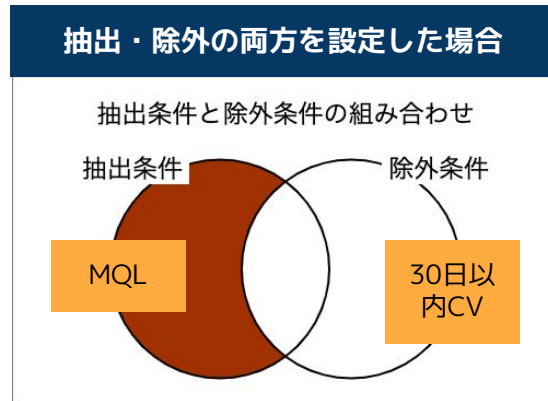 抽出・除外の両方を設定した場合
抽出条件と除外条件の組み合わせ
抽出条件
除外条件
MQL
30日以
内CV